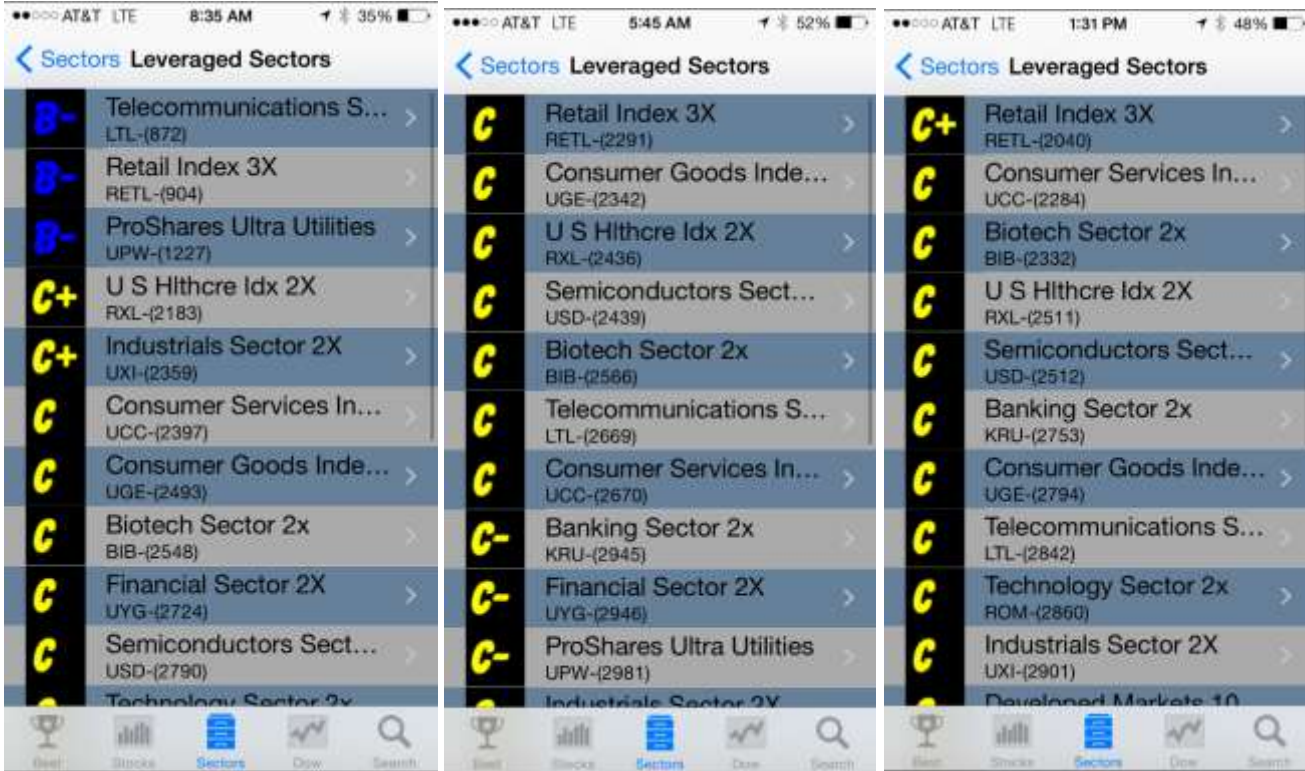 AT&T LTE 8:35 AM 35%
Sectors Leveraged Sectors
B- Telecommunications S...
LTL-(872)
B- Retail Index 3X
RETL-(904)
B- ProShares Ultra Utilities
UPW-(1227)
C+ U S Hlthcre Idx 2X
RXL-(2183)
C+ Industrials Sector 2X
UXI-(2359)
C Consumer Services In...
UCC-(2397)
C Consumer Goods Inde...
UGE-(2493)
C Biotech Sector 2x
BIB-(2548)
C Financial Sector 2X
UYG-(2724)
C Semiconductors Sect...
USD-(2790)
Technology Sector 2x
Best Stocks Sectors Dow Search
AT&T LTE 5:45 AM 52%
Sectors Leveraged Sectors
C Retail Index 3X
RETL-(2291)
C Consumer Goods Inde...
UGE-(2342)
C U S Hlthcre Idx 2X
RXL-(2436)
C Semiconductors Sect...
USD-(2439)
C Biotech Sector 2x
BIB-(2566)
C Telecommunications S...
LTL-(2669)
C Consumer Services In...
UCC-(2670)
C- Banking Sector 2x
KRU-(2945)
C- Financial Sector 2X
UYG-(2946)
C- ProShares Ultra Utilities
UPW-(2981)
Industrials Sector 2X
Best Stocks Sectors Dow Search
AT&T LTE 1:31 PM 48%
Sectors Leveraged Sectors
C+ Retail Index 3X
RETL-(2040)
C Consumer Services In...
UCC-(2284)
C Biotech Sector 2x
BIB-(2332)
C U S Hlthcre Idx 2X
RXL-(2511)
C Semiconductors Sect...
USD-(2512)
C Banking Sector 2x
KRU-(2753)
C Consumer Goods Inde...
UGE-(2794)
C Telecommunications S...
LTL-(2842)
C Technology Sector 2x
ROM-(2860)
C Industrials Sector 2X
UXI-(2901)
Developed Markets 10
Best Stocks Sectors Dow Search